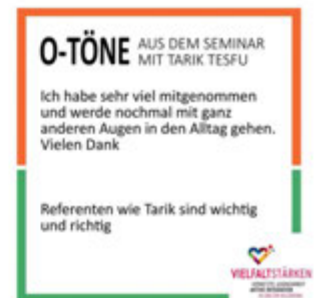 O-TÖNE AUS DEM SEMINAR
MIT TARIK TESFU
Ich habe sehr viel mitgenommen
und werde nochmal mit ganz
anderen Augen in den Alltag gehen.
Vielen Dank
Referenten wie Tarik sind wichtig
und richtig
VIELFALTSTÄRKEN